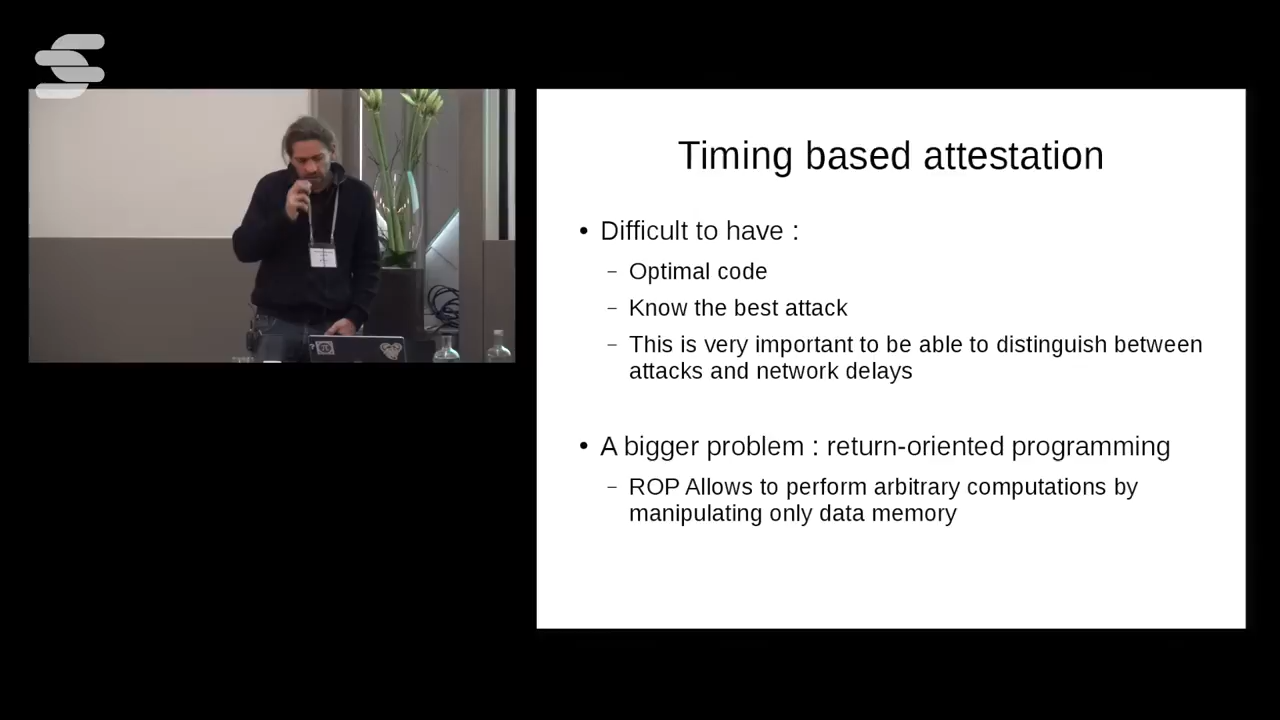 Timing based attestation
• Difficult to have :
– Optimal code
– Know the best attack
– This is very important to be able to distinguish between
attacks and network delays
• A bigger problem : return-oriented programming
– ROP Allows to perform arbitrary computations by
manipulating only data memory